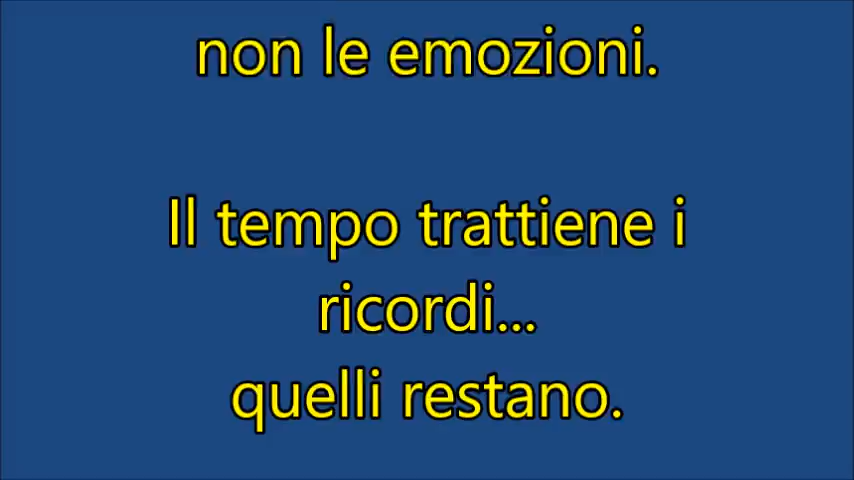 non le emozioni.
Il tempo trattiene i
ricordi...
quelli restano.